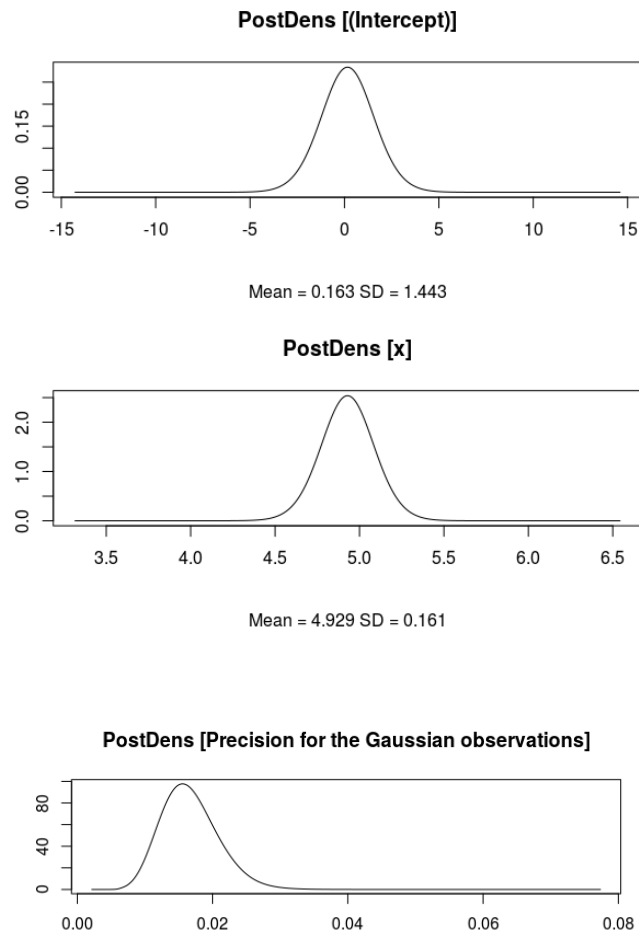 PostDens [(Intercept)]
0.15
0.00
-15 -10 -5 0 5 10 15
Mean = 0.163 SD = 1.443
PostDens [x]
2.0
1.0
0.0
3.5 4.0 4.5 5.0 5.5 6.0 6.5
Mean = 4.929 SD = 0.161
PostDens [Precision for the Gaussian observations]
80
40
0
0.00 0.02 0.04 0.06 0.08